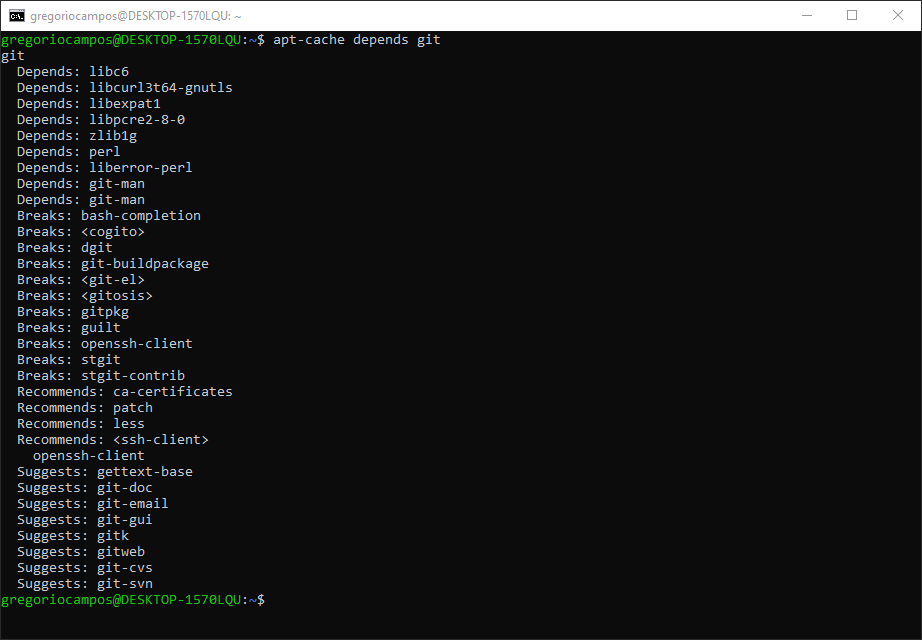 gregoriocampos@DESKTOP-1570LQU: ~
gregoriocampos@DESKTOP-1570LQU:~$ apt-cache depends git
git
  Depends: libc6
  Depends: libcurl3t64-gnutls
  Depends: libexpat1
  Depends: libpcre2-8-0
  Depends: zlib1g
  Depends: perl
  Depends: liberror-perl
  Depends: git-man
  Depends: git-man
  Breaks: bash-completion
  Breaks: <cogito>
  Breaks: dgit
  Breaks: git-buildpackage
  Breaks: <git-el>
  Breaks: <gitosis>
  Breaks: gitpkg
  Breaks: guilt
  Breaks: openssh-client
  Breaks: stgit
  Breaks: stgit-contrib
  Recommends: ca-certificates
  Recommends: patch
  Recommends: less
  Recommends: <ssh-client>
    openssh-client
  Suggests: gettext-base
  Suggests: git-doc
  Suggests: git-email
  Suggests: git-gui
  Suggests: gitk
  Suggests: gitweb
  Suggests: git-cvs
  Suggests: git-svn
gregoriocampos@DESKTOP-1570LQU:~$